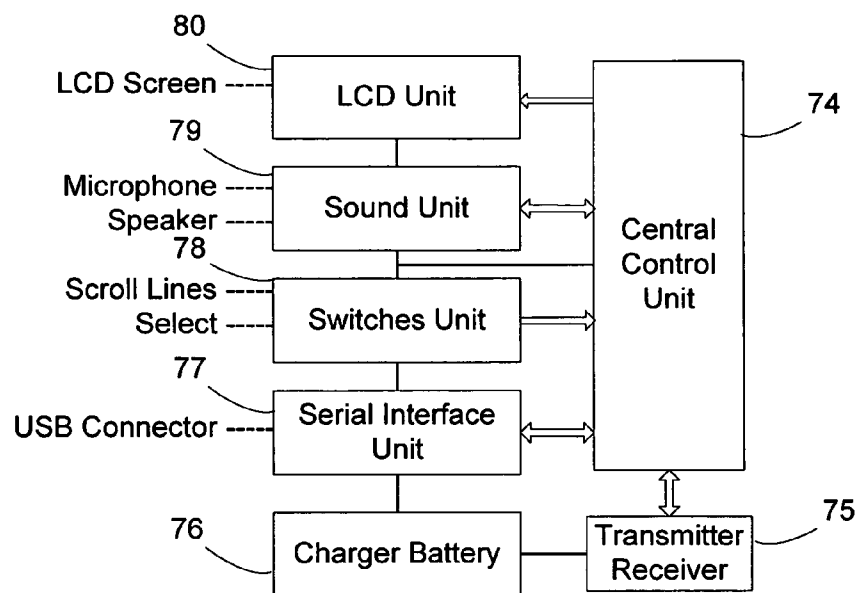 80
LCD Screen
LCD Unit
74
79
Microphone
Speaker
Sound Unit
Central
Control
Unit
78
Scroll Lines
Select
Switches Unit
77
USB Connector
Serial Interface
Unit
76
Charger Battery
75
Transmitter
Receiver